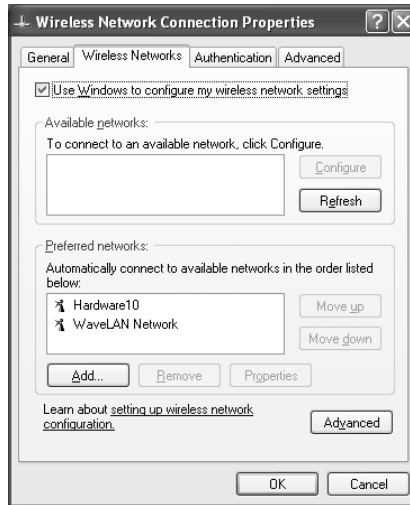 Wireless Network Connection Properties
General Wireless Networks Authentication Advanced
Use Windows to configure my wireless network settings
Available networks:
To connect to an available network, click Configure.
Configure
Refresh
Preferred networks:
Automatically connect to available networks in the order listed
below:
Hardware10
WaveLAN Network
Move up
Move down
Add... Remove Properties
Learn about setting up wireless network
configuration.
Advanced
OK Cancel